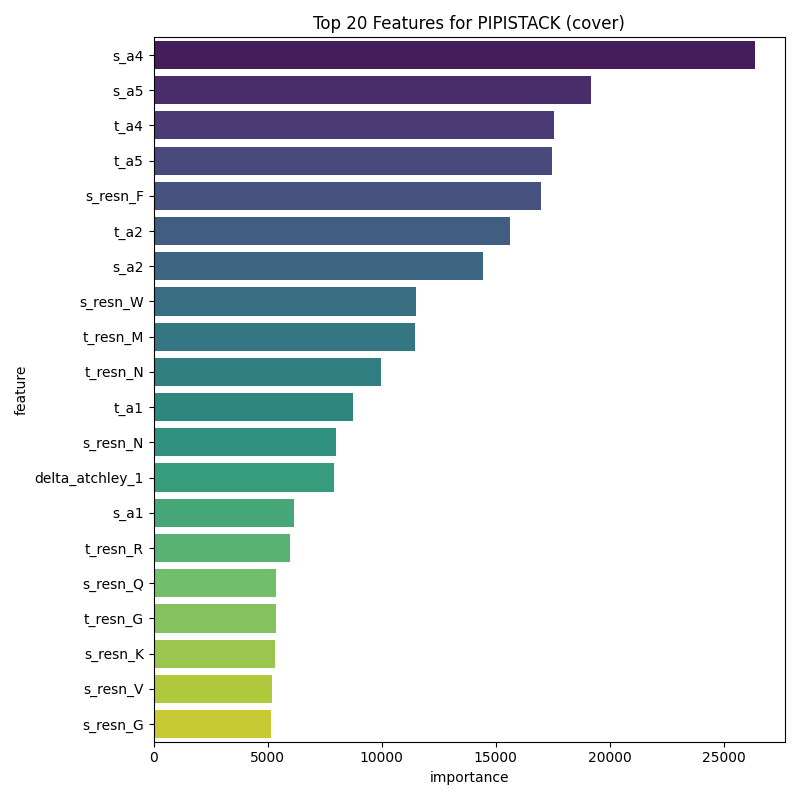 Top 20 Features for PIPISTACK (cover)
s_a4
s_a5
t_a4
t_a5
s_resn_F
t_a2
s_a2
s_resn_W
t_resn_M
t_resn_N
t_a1
s_resn_N
delta_atchley_1
s_a1
t_resn_R
s_resn_Q
t_resn_G
s_resn_K
s_resn_V
s_resn_G
feature
0 5000 10000 15000 20000 25000
importance